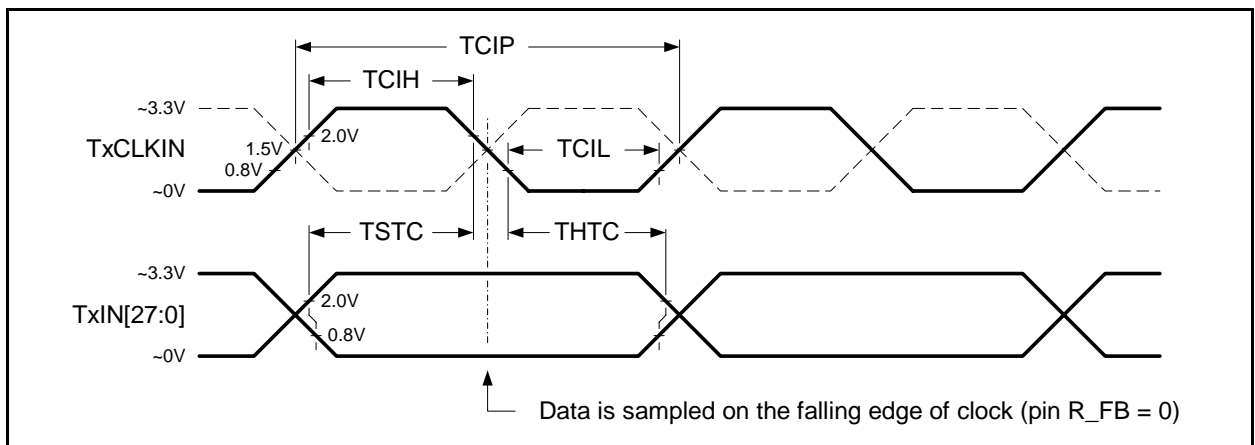 TCIP
TCIH
~3.3V
2.0V
TxCLKIN
1.5V
TCIL
0.8V
~0V
TSTC
THTC
~3.3V
2.0V
TxIN[27:0]
0.8V
~0V
Data is sampled on the falling edge of clock (pin R_FB = 0)